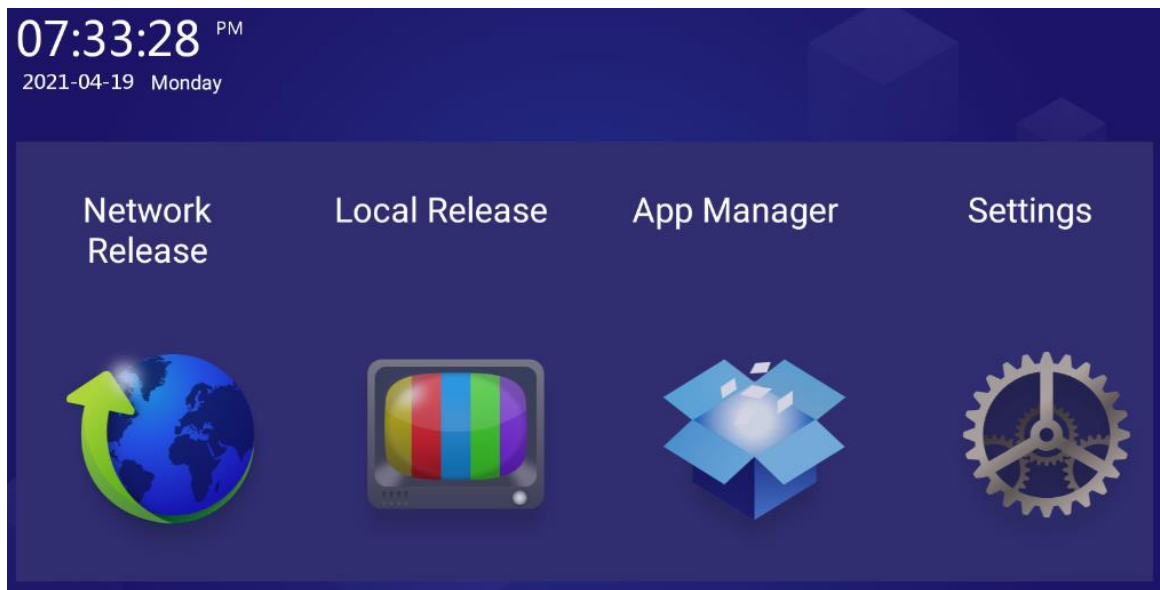 07:33:28 PM
2021-04-19 Monday
Network
Release
Local Release
App Manager
Settings